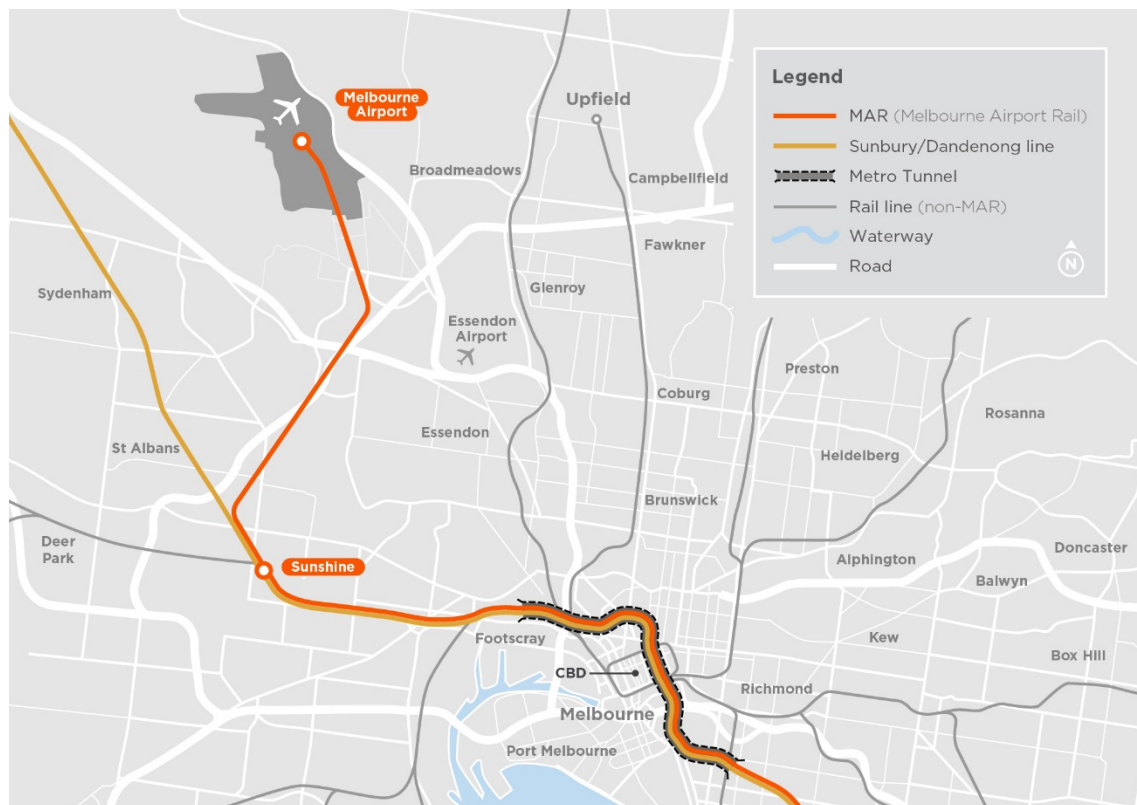 Melbourne
Airport
Upfield
Broadmeadows
Campbellfield
Fawkner
Sydenham
Glenroy
Essendon
Airport
Preston
Coburg
Rosanna
St Albans
Essendon
Heidelberg
Brunswick
Deer
Park
Sunshine
Alphington
Doncaster
Balwyn
Footscray
Kew
Box Hill
CBD
Richmond
Melbourne
Port Melbourne
Legend
MAR (Melbourne Airport Rail)
Sunbury/Dandenong line
Metro Tunnel
Rail line (non-MAR)
Waterway
Road
N